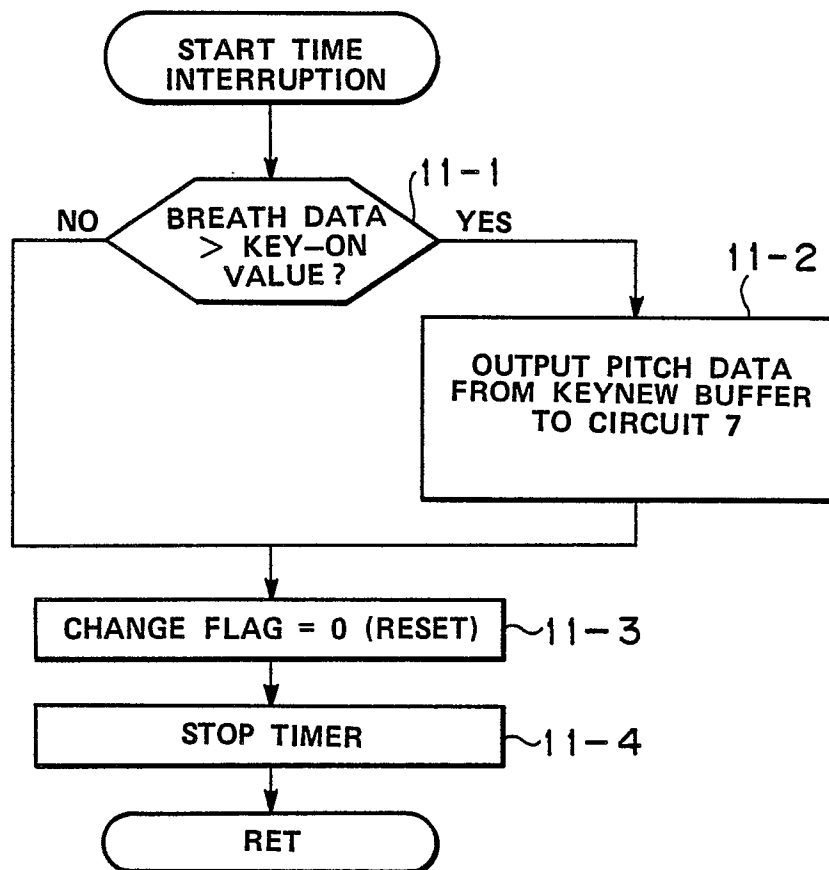 START TIME
INTERRUPTION
11-1
NO
BREATH DATA
> KEY-ON
VALUE?
YES
11-2
OUTPUT PITCH DATA
FROM KEYNEW BUFFER
TO CIRCUIT 7
CHANGE FLAG = 0 (RESET)
11-3
STOP TIMER
11-4
RET